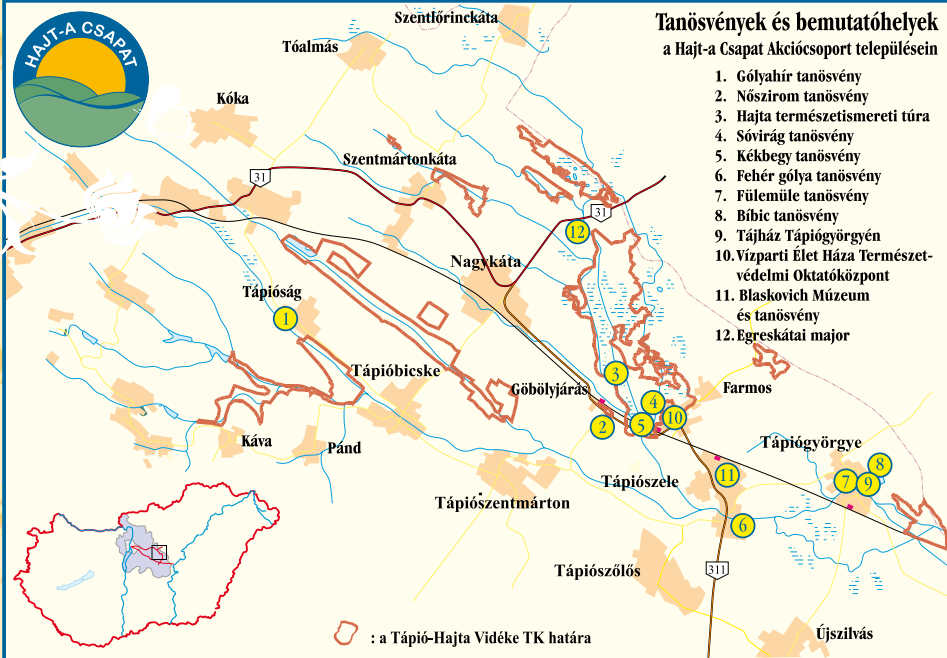 HAJT-A CSAPAT
Tanösvények és bemutatóhelyek
a Hajt-a Csapat Akciócsoport településein
1. Gólyahír tanösvény
2. Nőszirom tanösvény
3. Hajta természetismereti túra
4. Sóvirág tanösvény
5. Kékbegy tanösvény
6. Fehér gólya tanösvény
7. Fülemüle tanösvény
8. Bíbic tanösvény
9. Tájház Tápiógyörgyén
10. Vízparti Élet Háza Természet-
védelmi Oktatóközpont
11. Blaskovich Múzeum
és tanösvény
12. Egreskátai major
Szentlőrinckáta
Tóalmás
Kóka
Szentmártonkáta
31
31
12
Nagykáta
Tápióság
1
Tápióbicske
Göbölyjárás
3
4
Farmos
2
5
10
Káva
Pánd
Tápiógyörgye
8
7
9
11
Tápiószele
Tápiószentmárton
6
Tápiószőlős
311
Újszilvás
: a Tápió-Hajta Vidéke TK határa